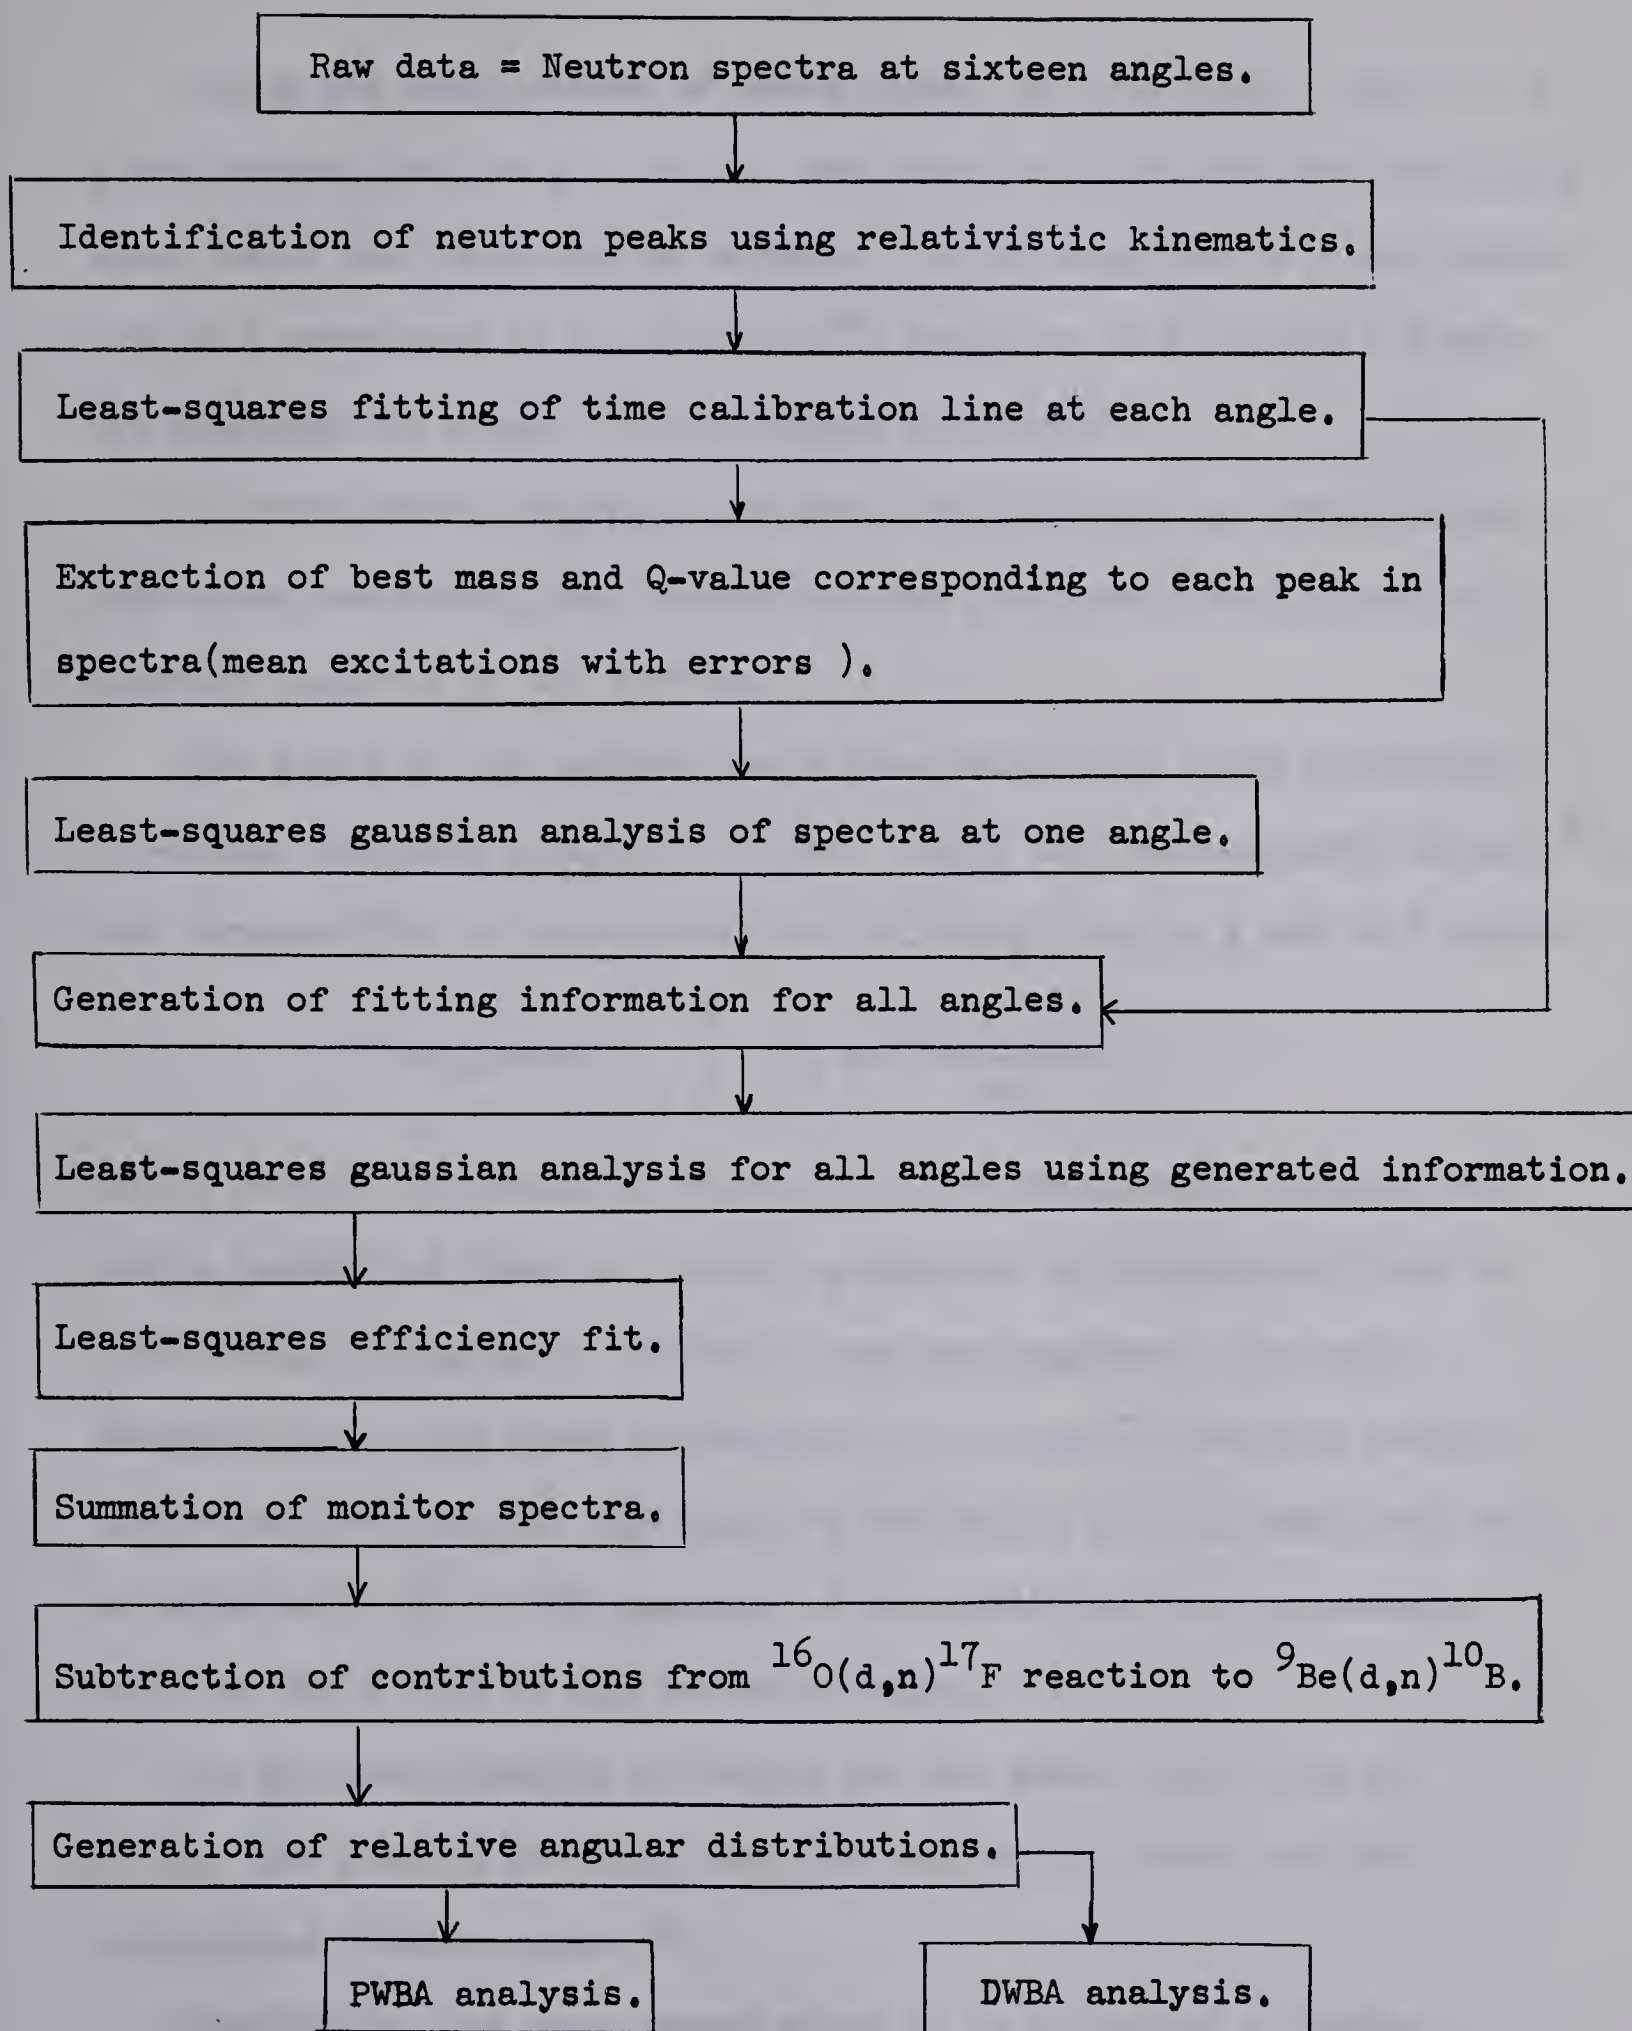 Raw data = Neutron spectra at sixteen angles.
Identification of neutron peaks using relativistic kinematics.
Least-squares fitting of time calibration line at each angle.
Extraction of best mass and Q-value corresponding to each peak in
spectra(mean excitations with errors ).
Least-squares gaussian analysis of spectra at one angle.
Generation of fitting information for all angles.
Least-squares gaussian analysis for all angles using generated information.
Least-squares efficiency fit.
Summation of monitor spectra.
Subtraction of contributions from ¹⁶O(d,n)¹⁷F reaction to ⁹Be(d,n)¹⁰B.
Generation of relative angular distributions.
PWBA analysis.
DWBA analysis.